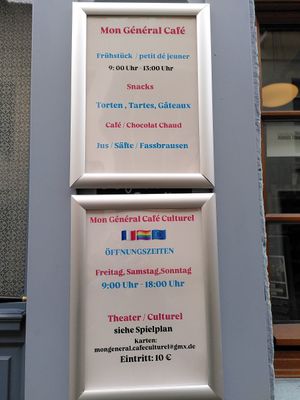 Mon Général Café
Frühstück / petit dé jeuner
9: 00 Uhr - 13:00 Uhr
Snacks
Torten , Tartes, Gâteaux
Café / Chocolat Chaud
Jus / Säfte / Fassbrausen
Mon Général Café Culturel
ÖFFNUNGSZEITEN
Freitag, Samstag,Sonntag
9:00 Uhr - 18:00 Uhr
Theater / Culturel
siehe Spielplan
Karten:
mongeneral.cafeculturel@gmx.de
Eintritt: 10 €